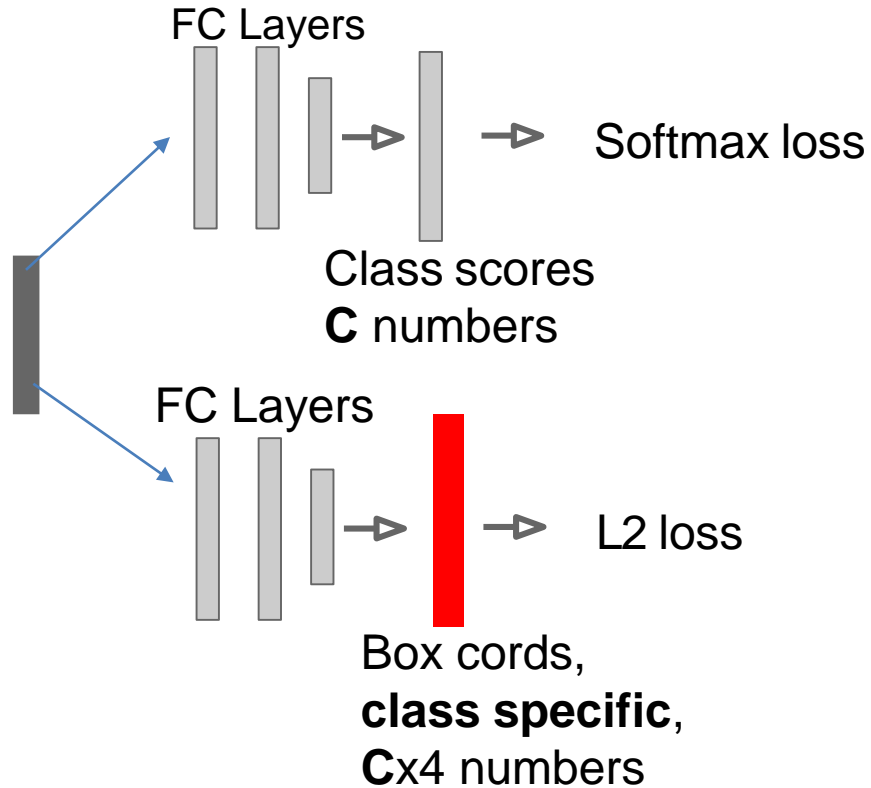 FC Layers
Softmax loss
Class scores
C numbers
FC Layers
L2 loss
Box cords,
class specific,
Cx4 numbers